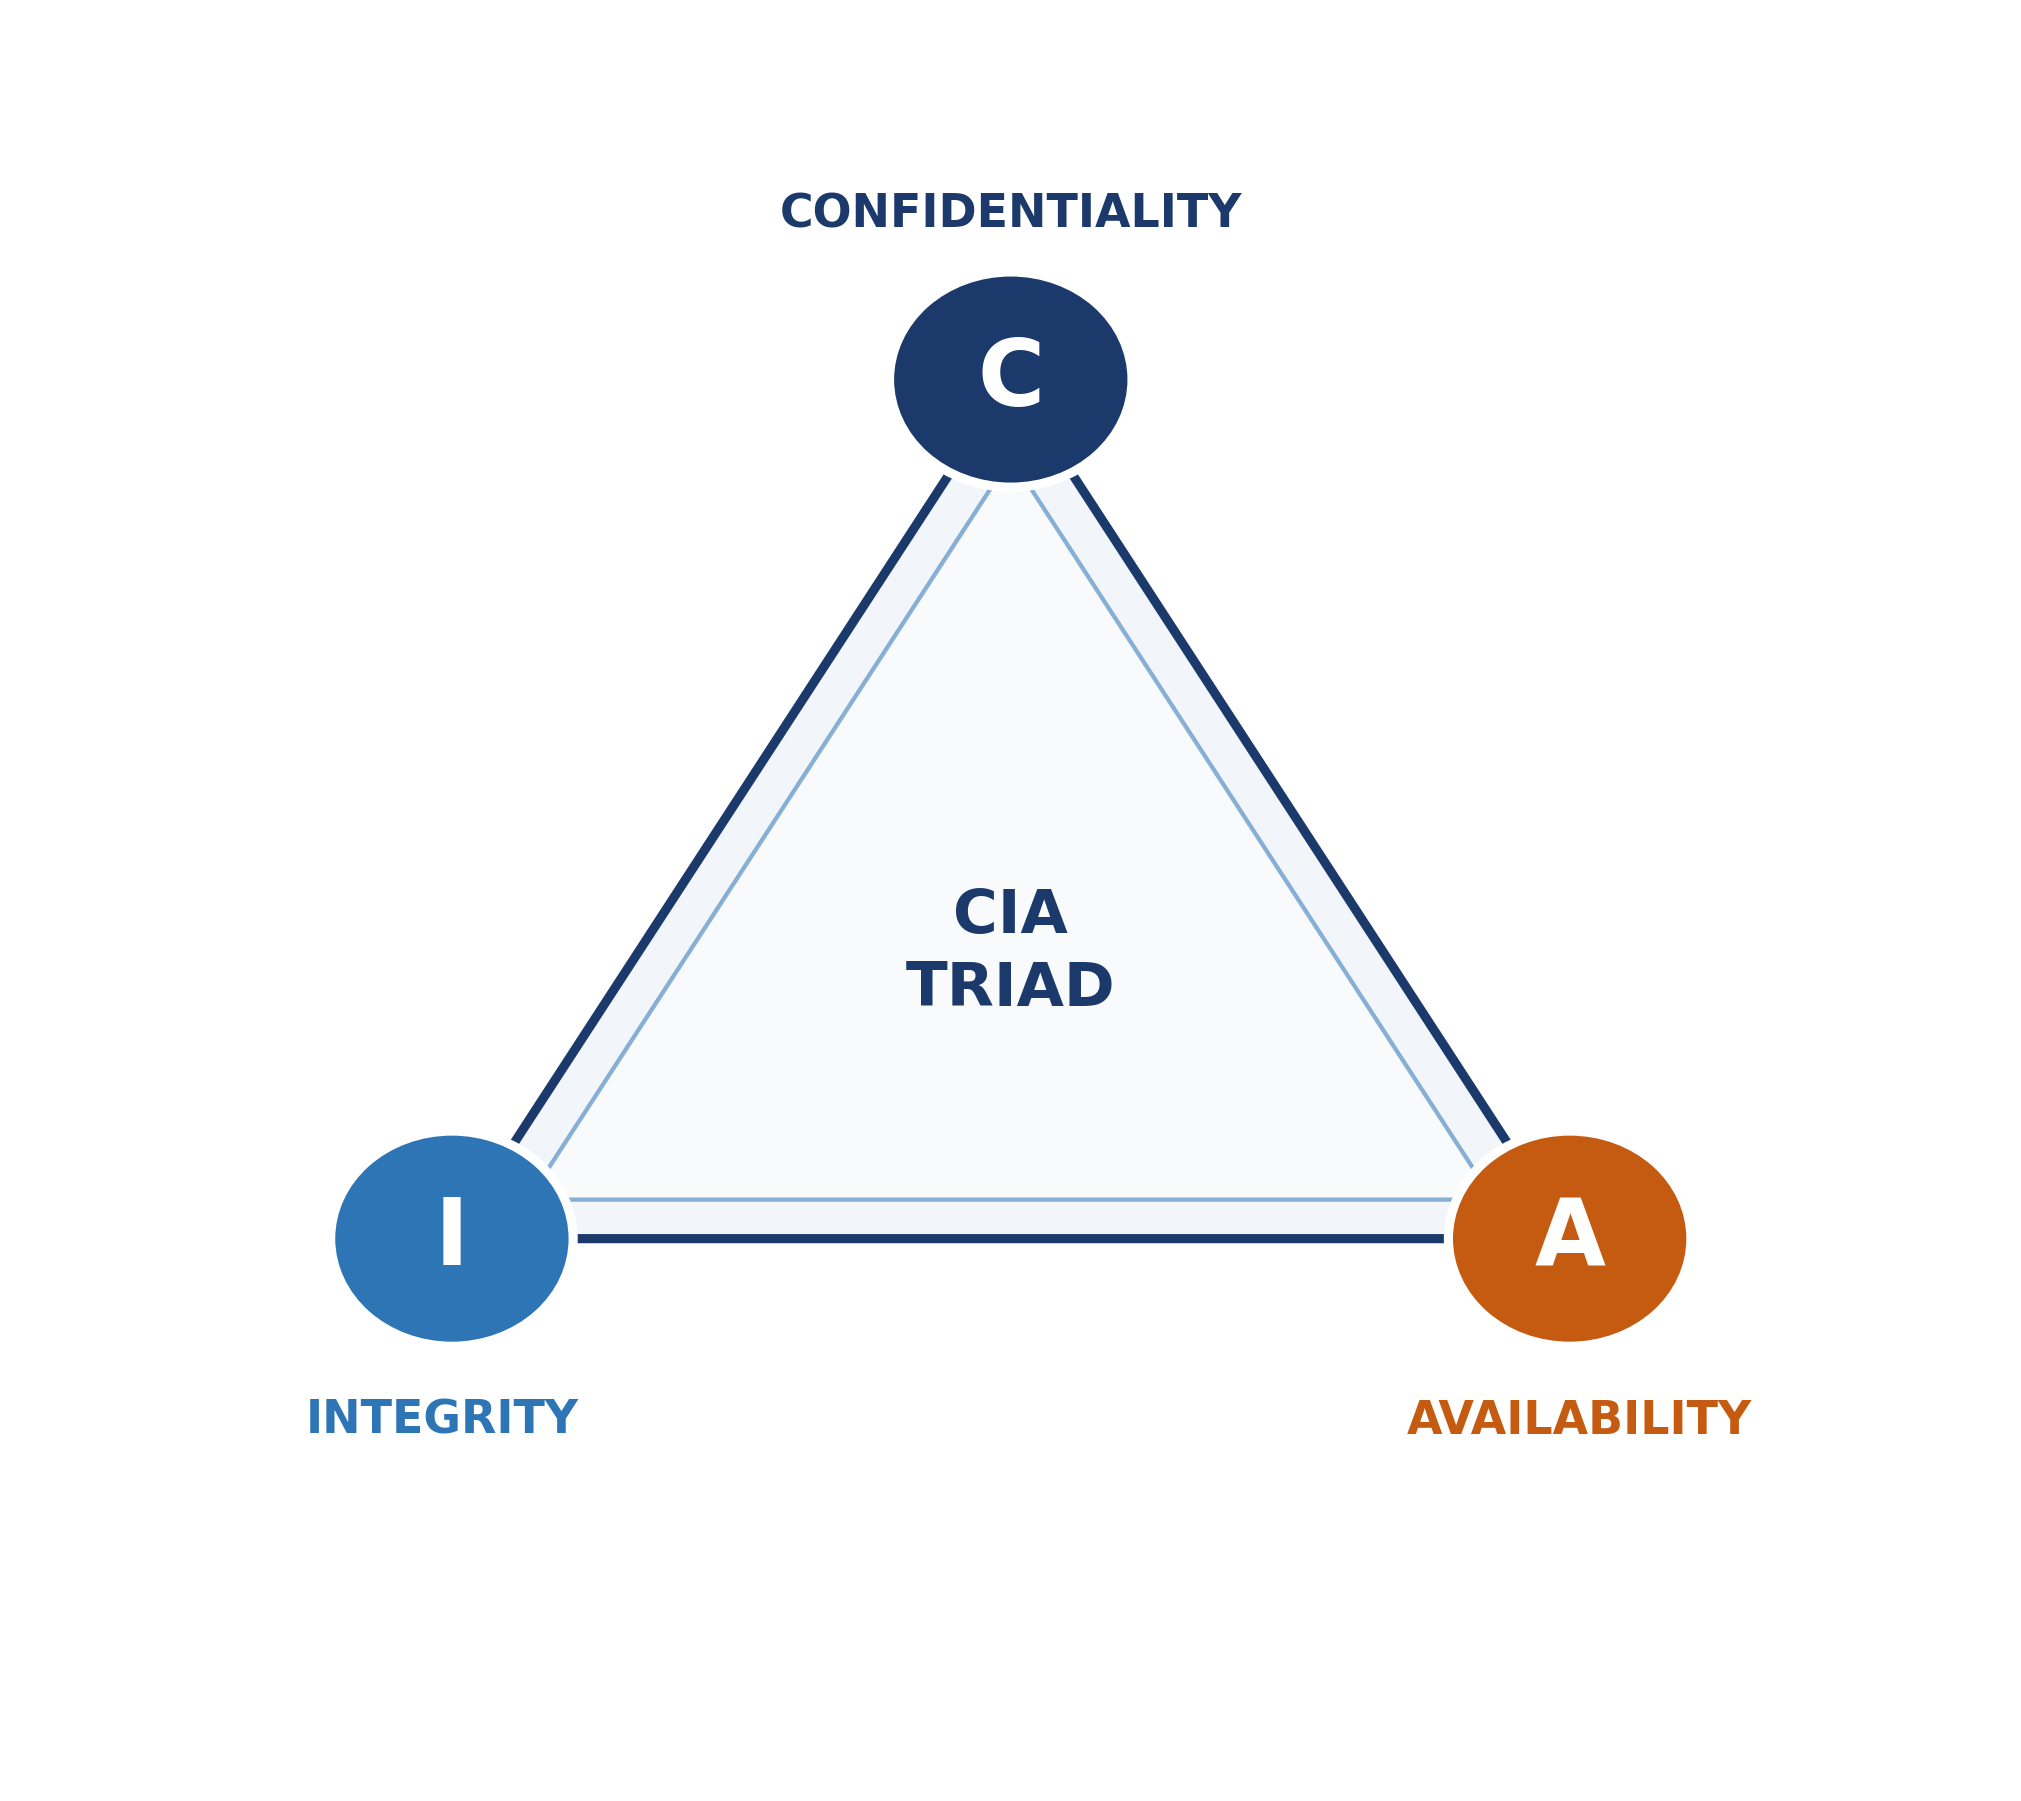 CONFIDENTIALITY
C
CIA
TRIAD
I
A
INTEGRITY
AVAILABILITY